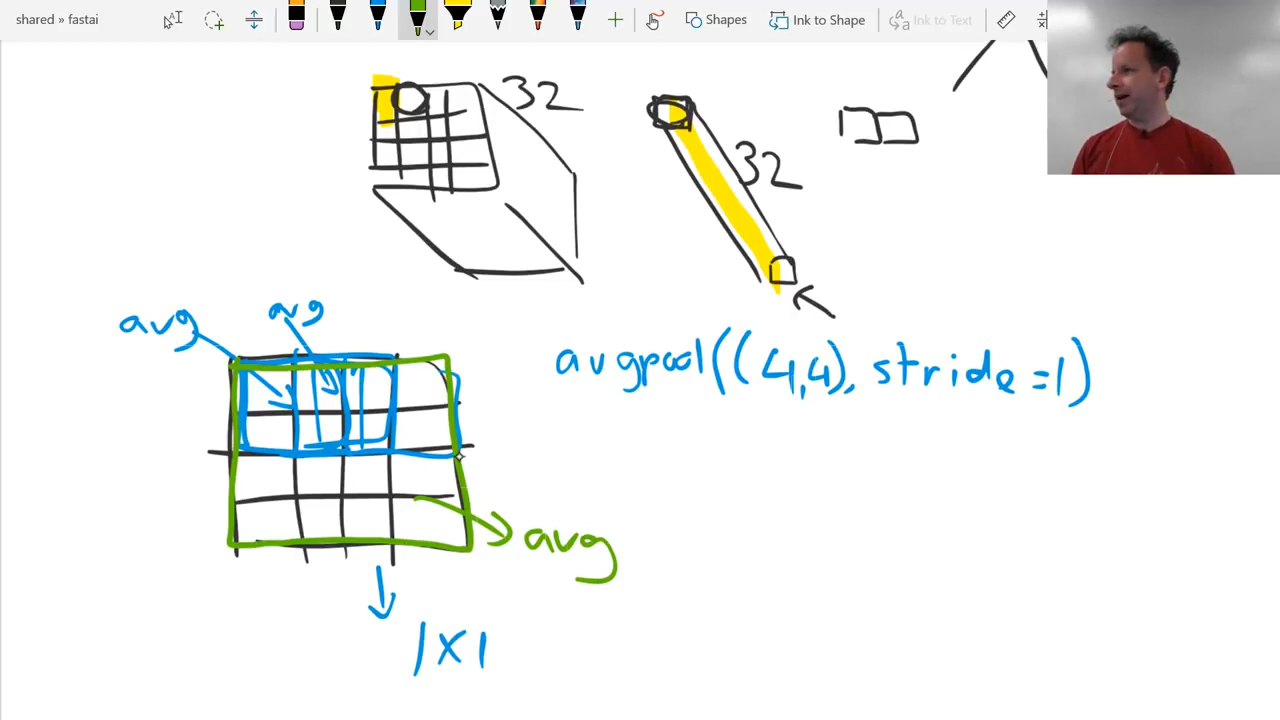 shared » fastai
Shapes
Ink to Shape
Ink to Text
32
32
avg
avg
avgpool((4,4), stride=1)
avg
1x1